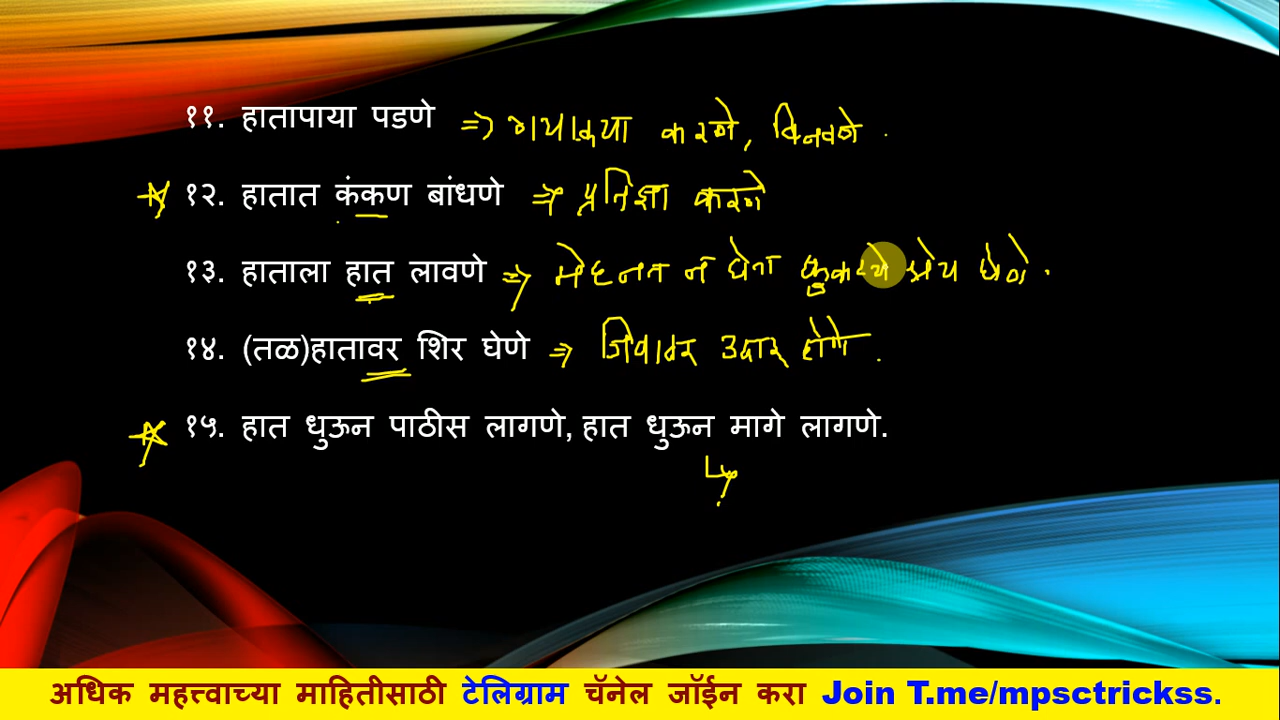 ११. हातापाया पडणे => गयावया करणे, विनवणे.
१२. हातात कंकण बांधणे => प्रतिज्ञा करणे
१३. हाताला हात लावणे => मेहनत न घेता फुकटचे श्रेय घेणे.
१४. (तळ)हातावर शिर घेणे => जिवावर उदार होणे.
१५. हात धुऊन पाठीस लागणे, हात धुऊन मागे लागणे.
अधिक महत्त्वाच्या माहितीसाठी टेलिग्राम चॅनेल जॉईन करा Join T.me/mpsctrickss.